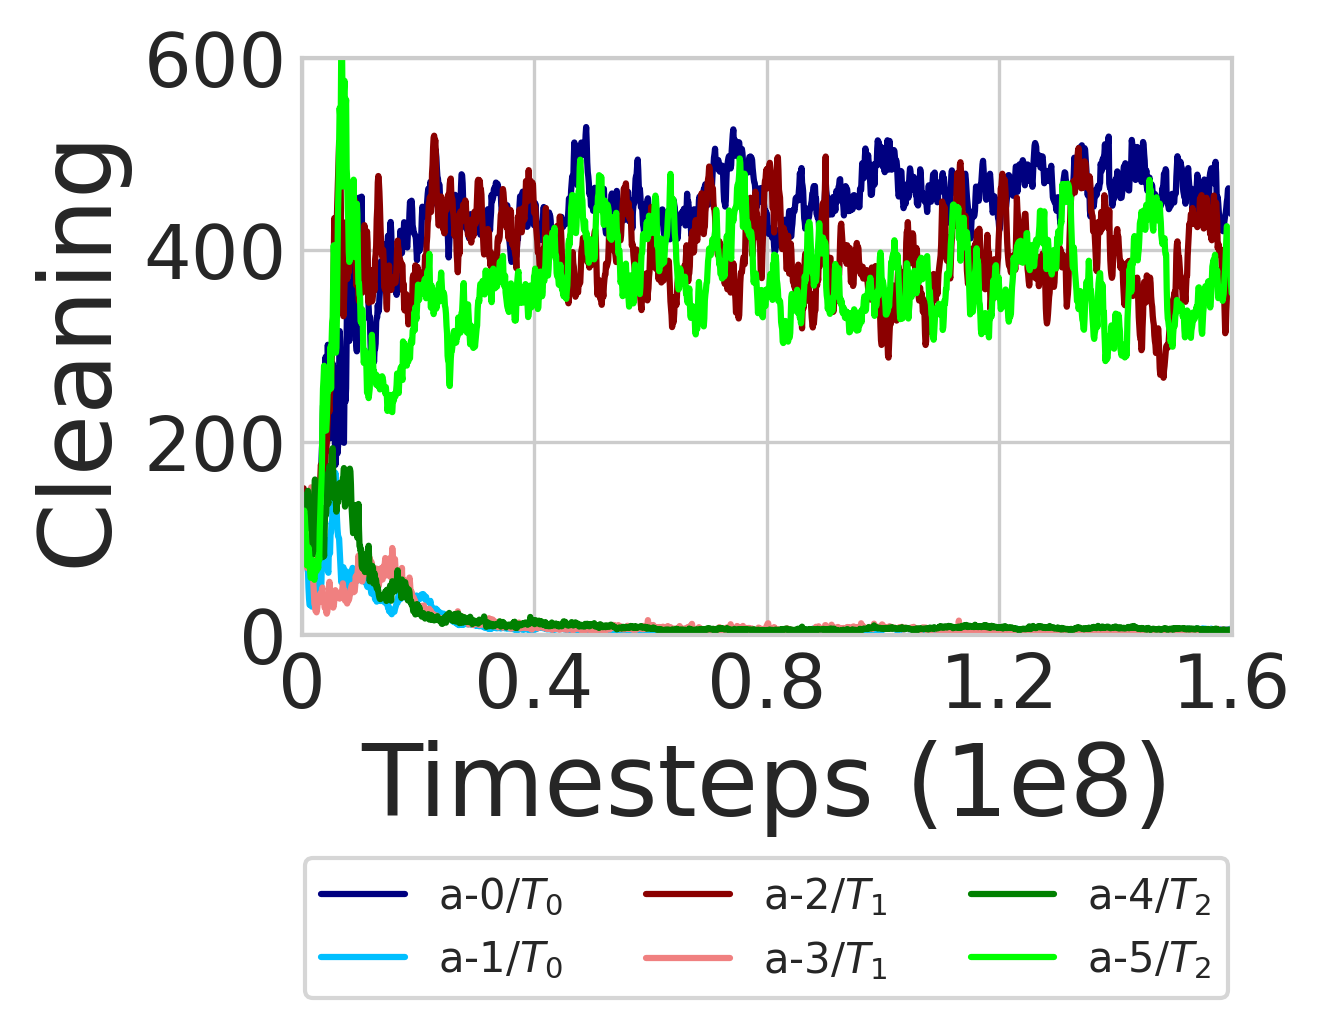 Cleaning
600
400
200
0
0 0.4 0.8 1.2 1.6
Timesteps (1e8)
a-0/T₀ a-2/T₁ a-4/T₂
a-1/T₀ a-3/T₁ a-5/T₂